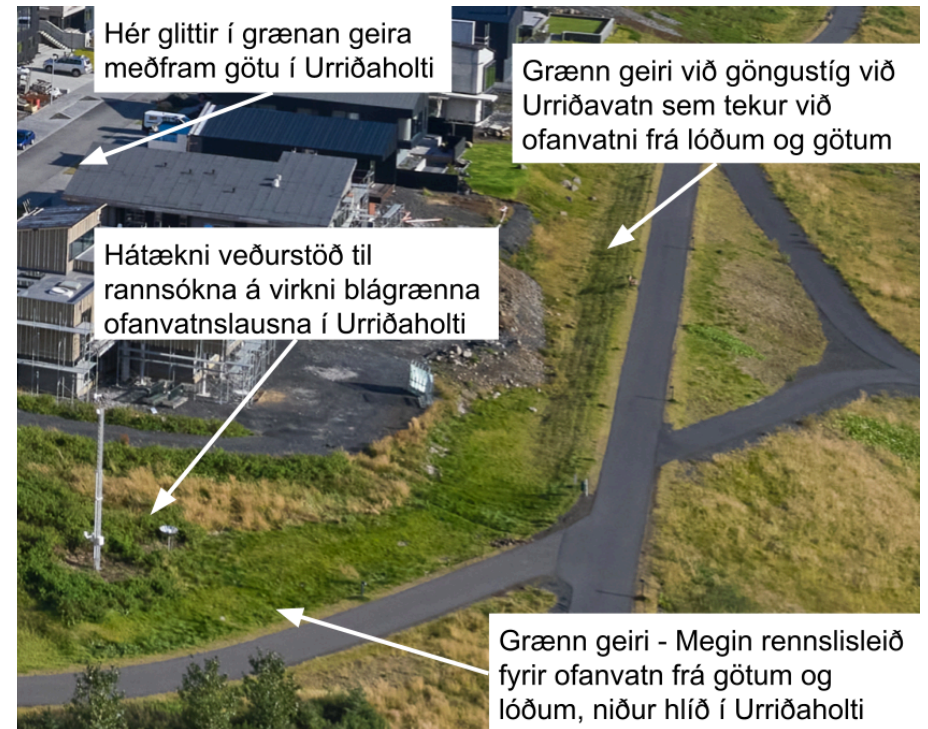 Hér glittir í grænan geira
meðfram götu í Urriðaholti
Grænn geiri við göngustíg við
Urriðavatn sem tekur við
ofanvatni frá lóðum og götum
Hátækni veðurstöð til
rannsókna á virkni blágrænna
ofanvatnslausna í Urriðaholti
Grænn geiri - Megin rennslisleið
fyrir ofanvatn frá götum og
lóðum, niður hlíð í Urriðaholti